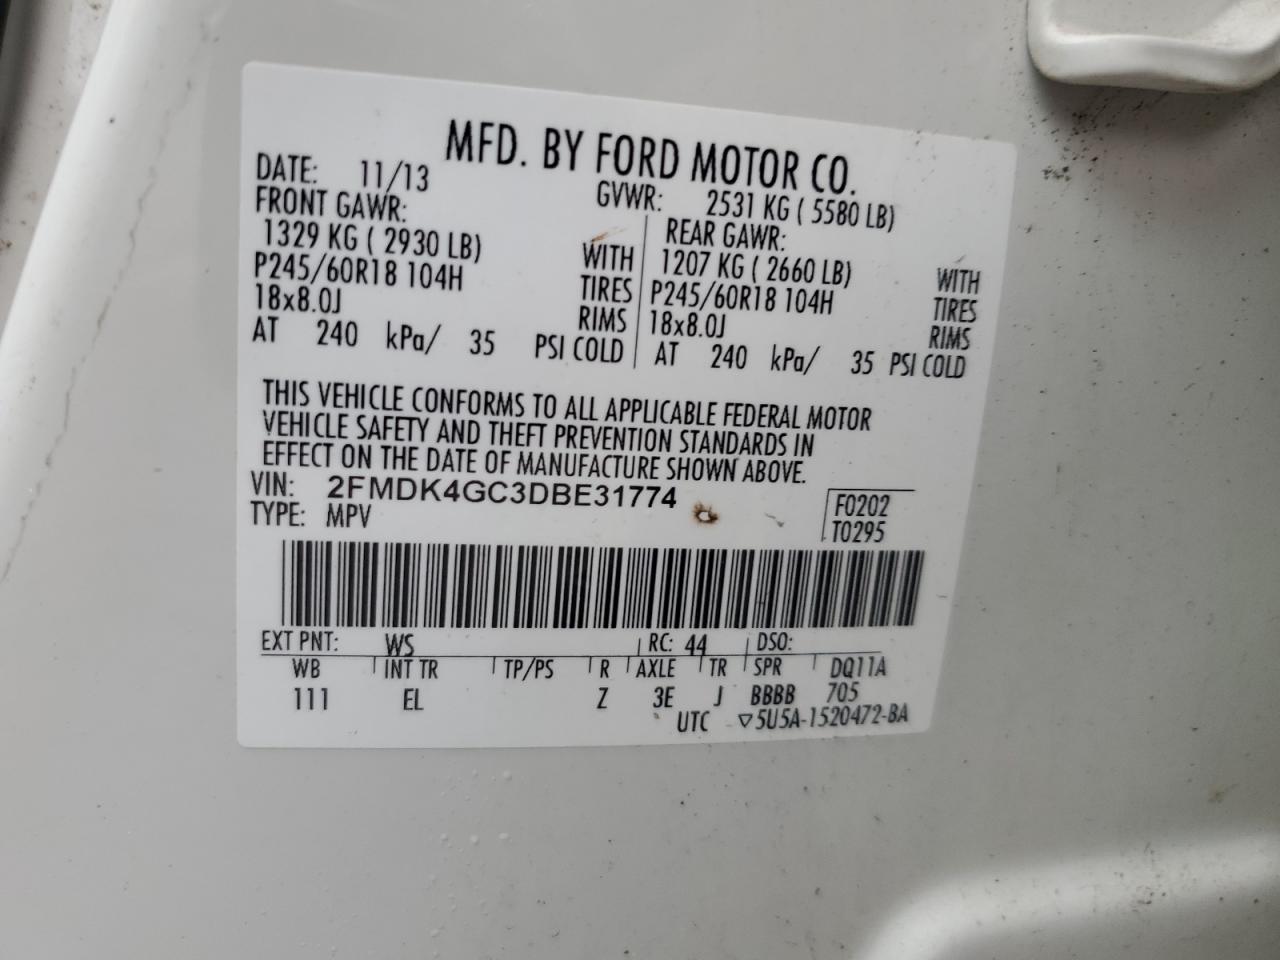 MFD. BY FORD MOTOR CO.
DATE: 11/13 GVWR: 2531 KG ( 5580 LB)
FRONT GAWR: REAR GAWR:
1329 KG ( 2930 LB) WITH 1207 KG ( 2660 LB) WITH
P245/60R18 104H TIRES P245/60R18 104H TIRES
18x8.0J RIMS 18x8.0J RIMS
AT 240 kPa/ 35 PSI COLD AT 240 kPa/ 35 PSI COLD
THIS VEHICLE CONFORMS TO ALL APPLICABLE FEDERAL MOTOR
VEHICLE SAFETY AND THEFT PREVENTION STANDARDS IN
EFFECT ON THE DATE OF MANUFACTURE SHOWN ABOVE.
VIN: 2FMDK4GC3DBE31774 F0202
TYPE: MPV T0295
EXT PNT: WS RC: 44 DSO:
WB INT TR TP/PS R AXLE TR SPR DQ11A
111 EL Z 3E J BBBB 705
UTC ▽5U5A-1520472-BA